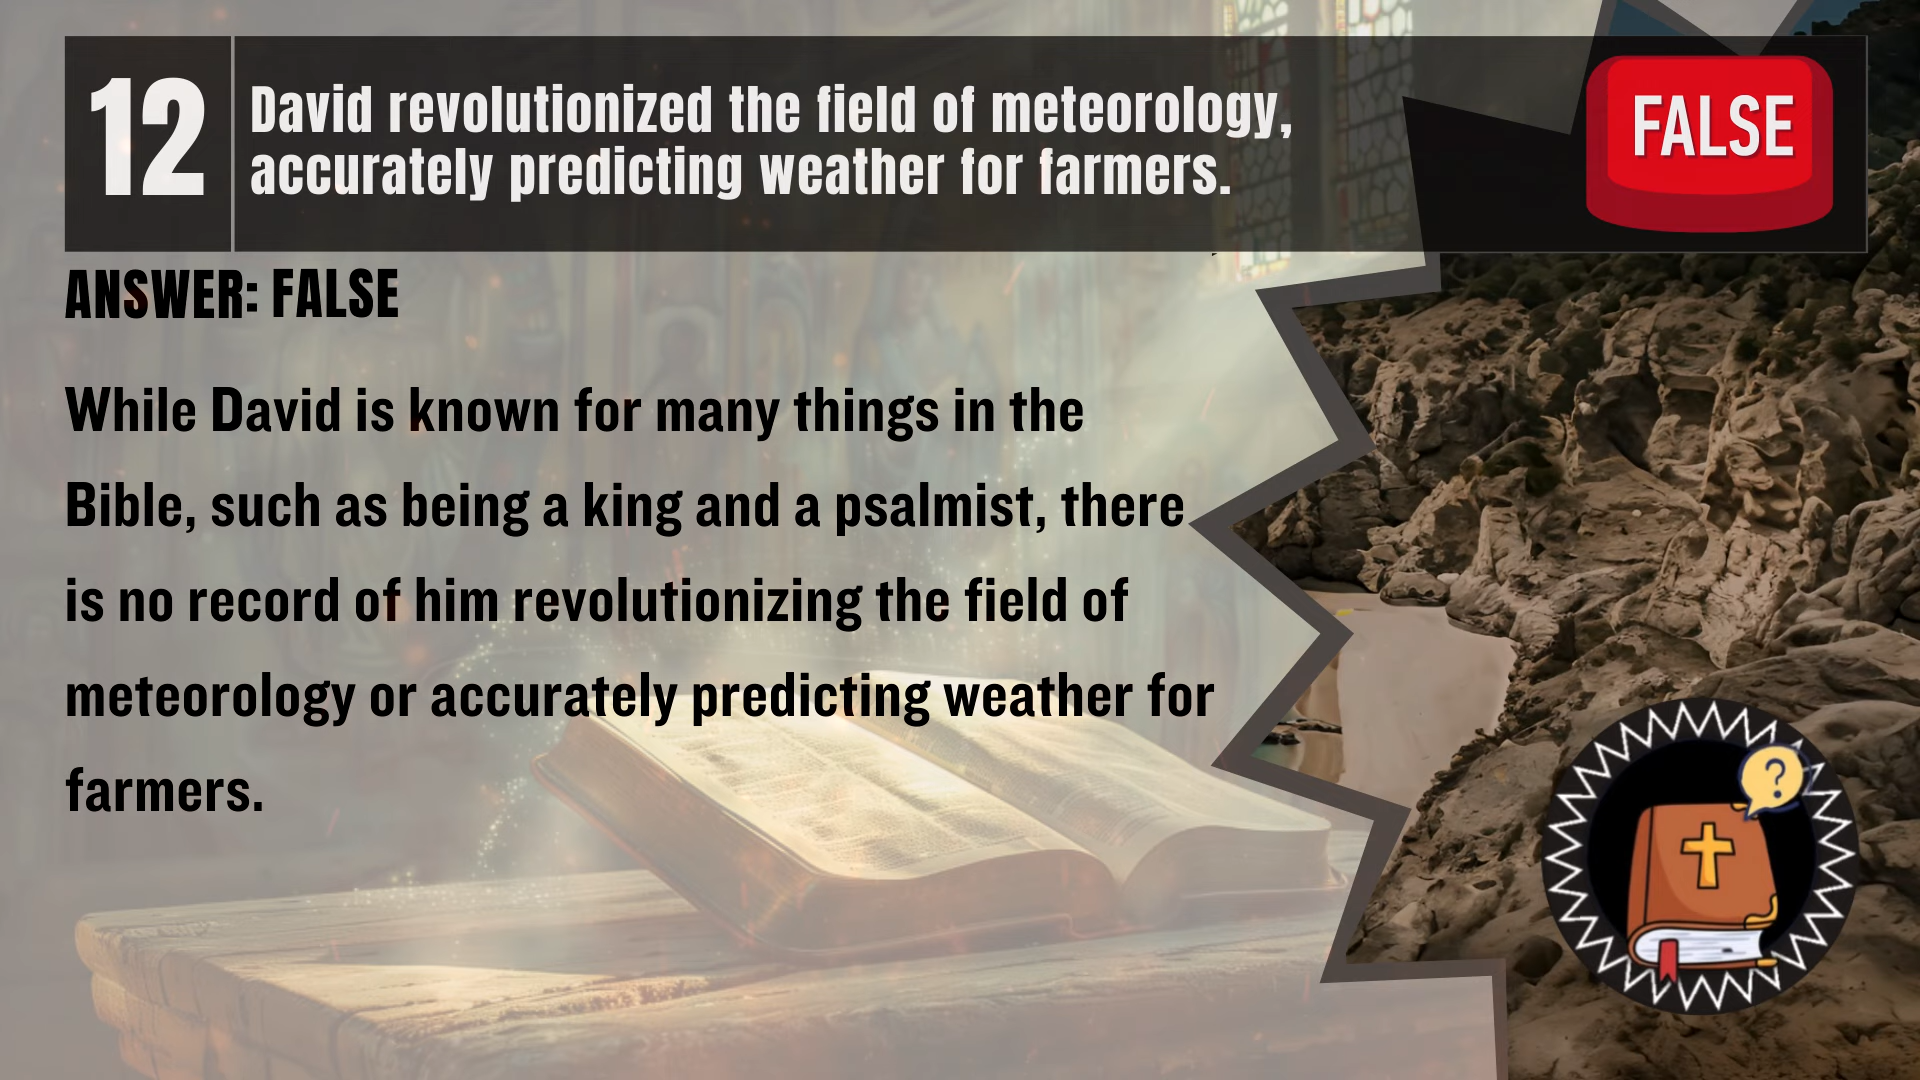 12
David revolutionized the field of meteorology,
accurately predicting weather for farmers.
FALSE
ANSWER: FALSE
While David is known for many things in the
Bible, such as being a king and a psalmist, there
is no record of him revolutionizing the field of
meteorology or accurately predicting weather for
farmers.
?